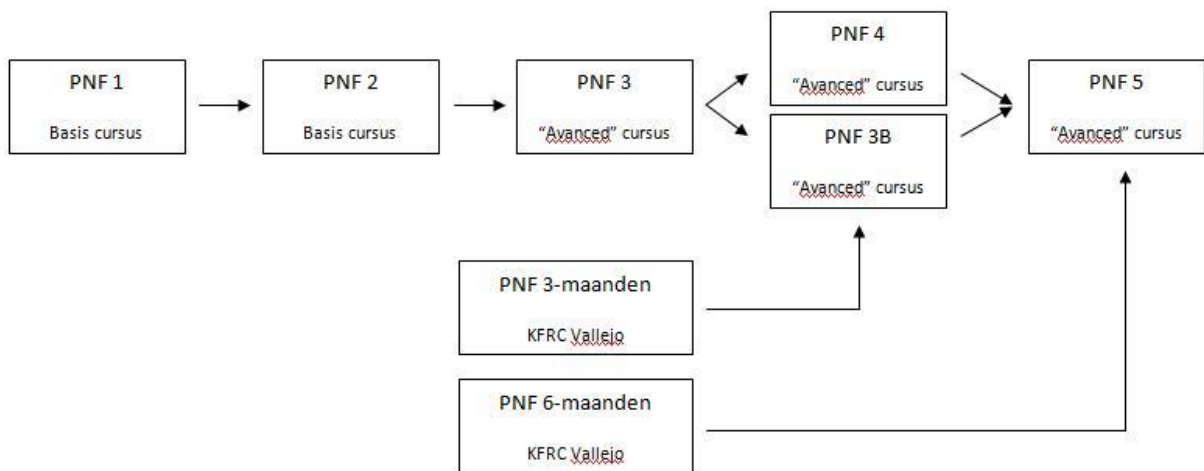 PNF 1
Basis cursus
PNF 2
Basis cursus
PNF 3
“Avanced” cursus
PNF 4
“Avanced” cursus
PNF 3B
“Avanced” cursus
PNF 5
“Avanced” cursus
PNF 3-maanden
KFRC Vallejo
PNF 6-maanden
KFRC Vallejo